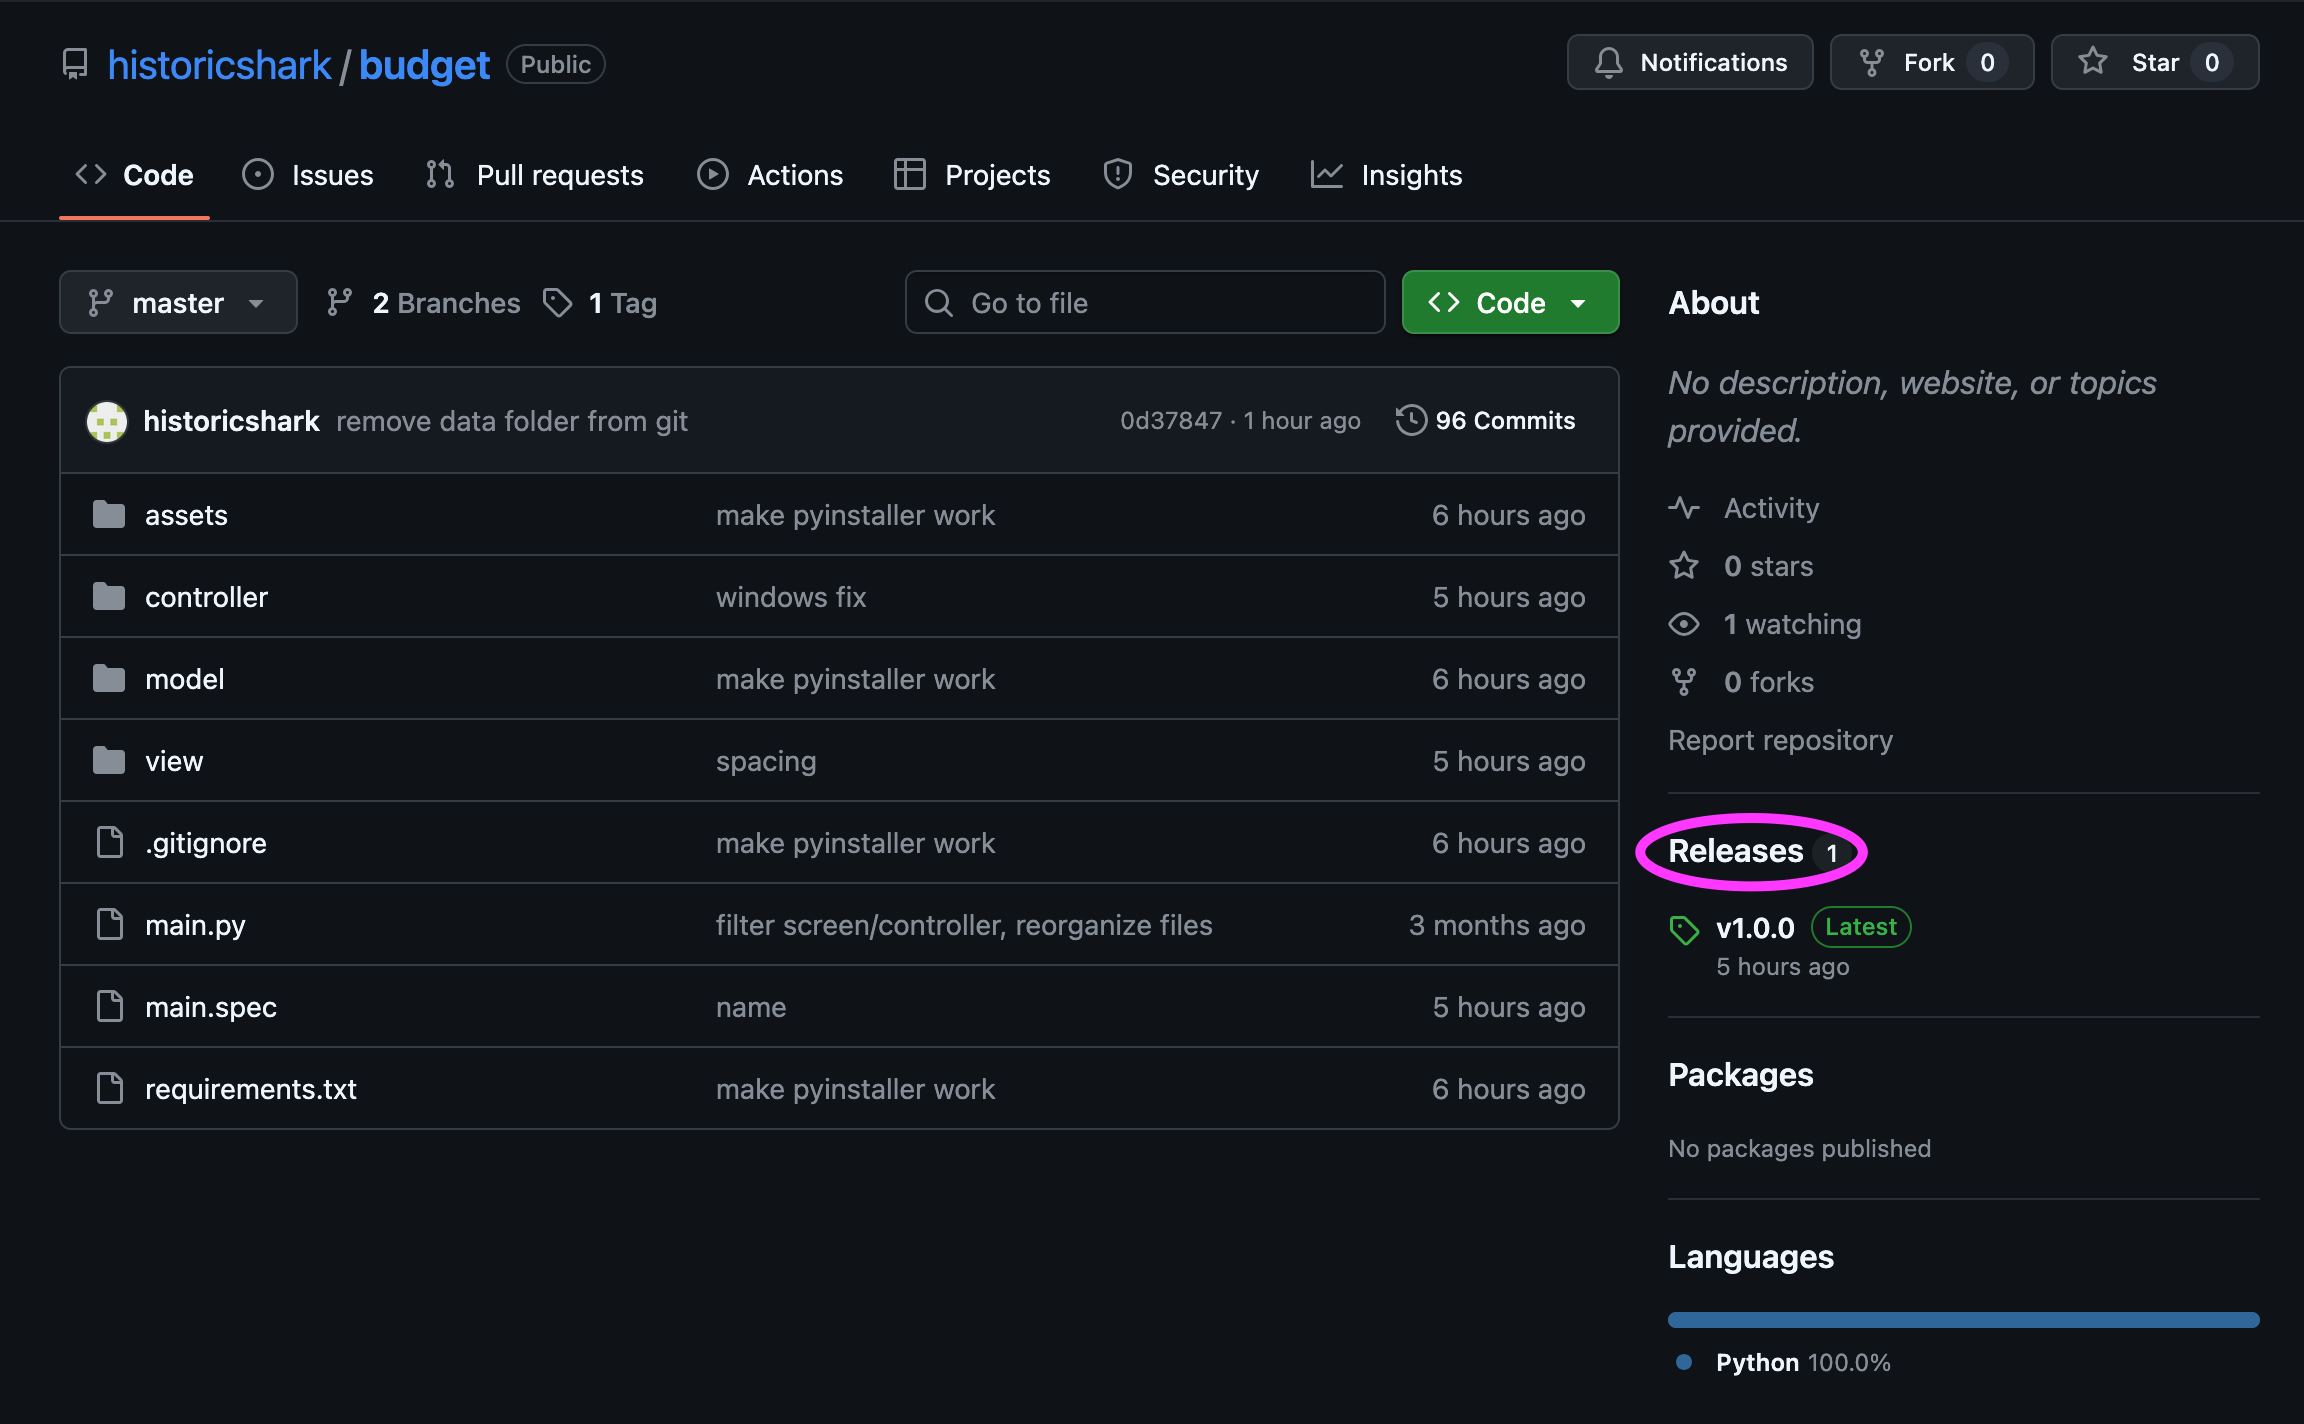 historicshark / budget Public
Notifications Fork 0 Star 0
Code Issues Pull requests Actions Projects Security Insights
master 2 Branches 1 Tag Go to file Code
historicshark remove data folder from git 0d37847 · 1 hour ago 96 Commits
assets make pyinstaller work 6 hours ago
controller windows fix 5 hours ago
model make pyinstaller work 6 hours ago
view spacing 5 hours ago
.gitignore make pyinstaller work 6 hours ago
main.py filter screen/controller, reorganize files 3 months ago
main.spec name 5 hours ago
requirements.txt make pyinstaller work 6 hours ago
About
No description, website, or topics
provided.
Activity
0 stars
1 watching
0 forks
Report repository
Releases 1
v1.0.0 Latest
5 hours ago
Packages
No packages published
Languages
Python 100.0%